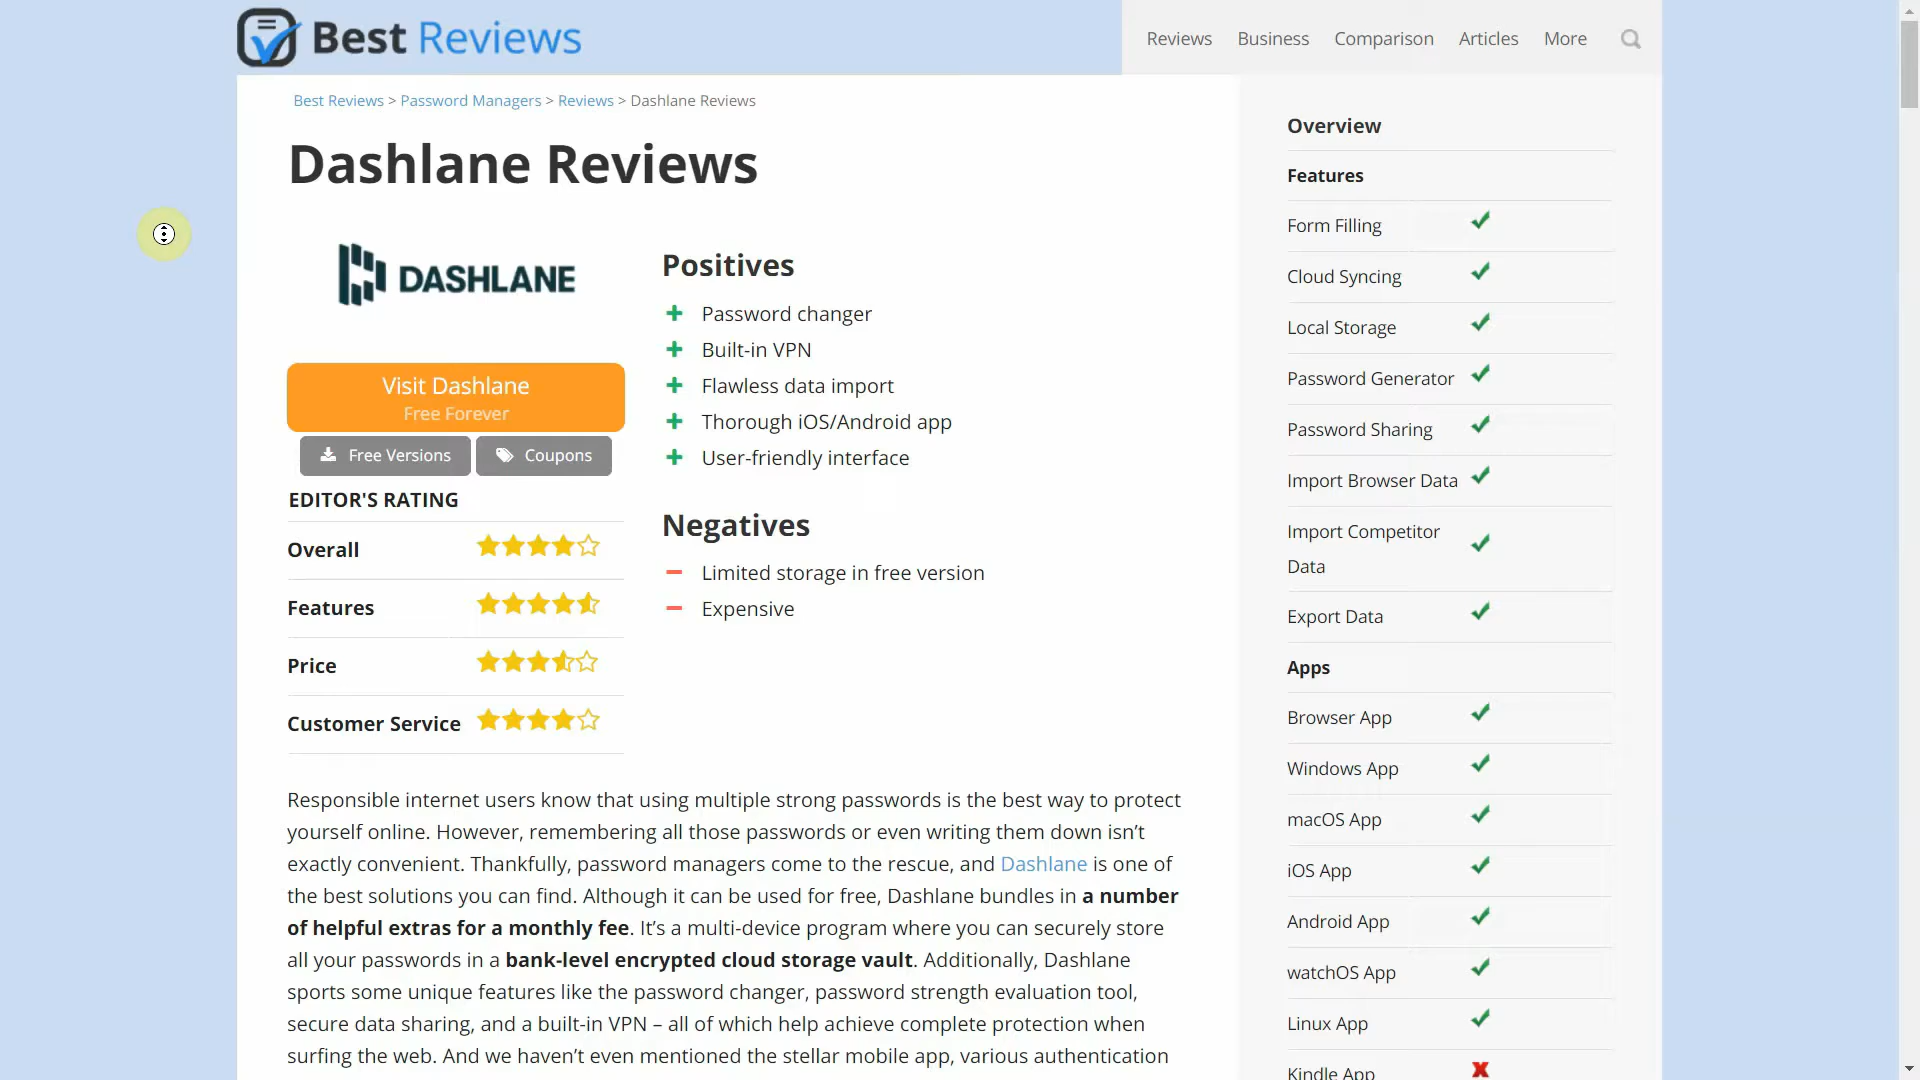 Best Reviews
Reviews Business Comparison Articles More
Best Reviews > Password Managers > Reviews > Dashlane Reviews
Dashlane Reviews
DASHLANE
Visit Dashlane
Free Forever
Free Versions
Coupons
EDITOR'S RATING
Overall
Features
Price
Customer Service
Positives
Password changer
Built-in VPN
Flawless data import
Thorough iOS/Android app
User-friendly interface
Negatives
Limited storage in free version
Expensive
Responsible internet users know that using multiple strong passwords is the best way to protect
yourself online. However, remembering all those passwords or even writing them down isn’t
exactly convenient. Thankfully, password managers come to the rescue, and Dashlane is one of
the best solutions you can find. Although it can be used for free, Dashlane bundles in a number
of helpful extras for a monthly fee. It’s a multi-device program where you can securely store
all your passwords in a bank-level encrypted cloud storage vault. Additionally, Dashlane
sports some unique features like the password changer, password strength evaluation tool,
secure data sharing, and a built-in VPN – all of which help achieve complete protection when
surfing the web. And we haven’t even mentioned the stellar mobile app, various authentication
Overview
Features
Form Filling
Cloud Syncing
Local Storage
Password Generator
Password Sharing
Import Browser Data
Import Competitor
Data
Export Data
Apps
Browser App
Windows App
macOS App
iOS App
Android App
watchOS App
Linux App
Kindle App